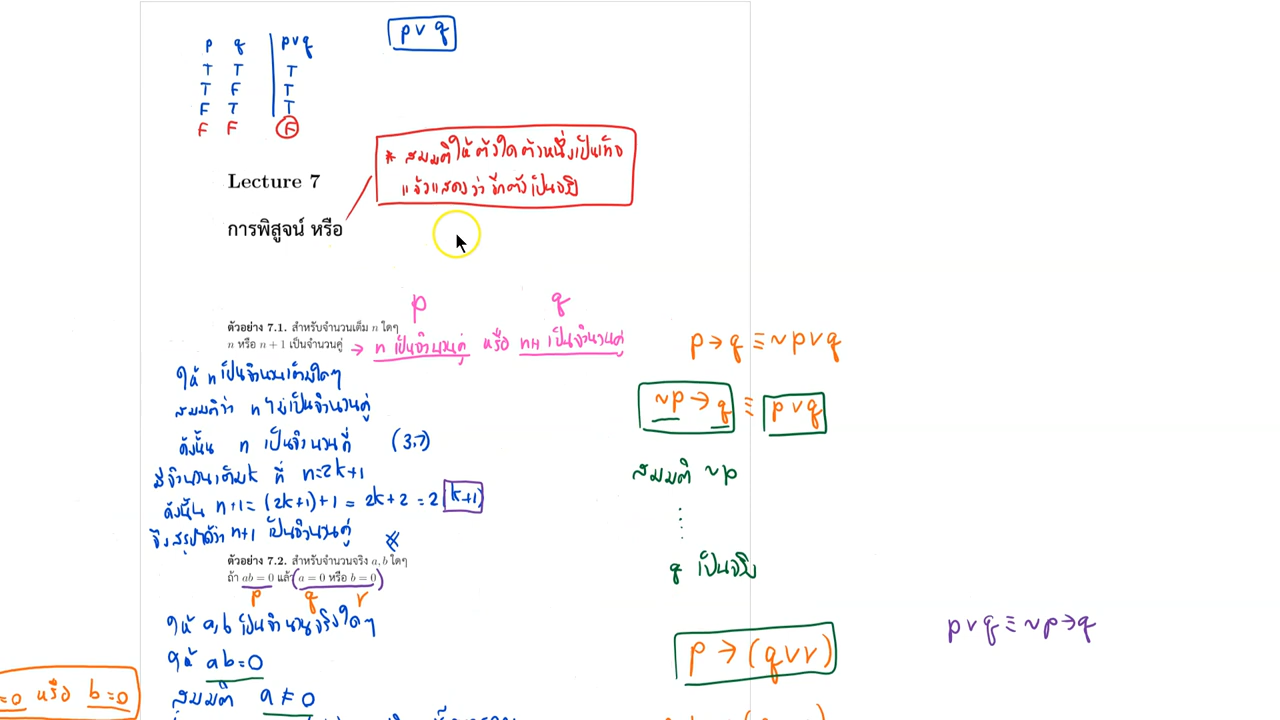 p q p∨q
T T T
T F T
F T T
F F F
p∨q
* สมมติให้ตัวใดตัวหนึ่งเป็นเท็จ
แล้วแสดงว่าอีกตัวเป็นจริง
Lecture 7
การพิสูจน์ หรือ
p q
ตัวอย่าง 7.1. สำหรับจำนวนเต็ม n ใดๆ
n หรือ n + 1 เป็นจำนวนคู่ → n เป็นจำนวนคู่ หรือ n+1 เป็นจำนวนคู่
p→q ≡ ~p∨q
~p→q ≡ p∨q
ให้ n เป็นจำนวนเต็มใดๆ
สมมติว่า n ไม่เป็นจำนวนคู่
ดังนั้น n เป็นจำนวนคี่ (3.7)
มีจำนวนเต็ม k ที่ n=2k+1
ดังนั้น n+1 = (2k+1)+1 = 2k+2 = 2(k+1)
จึงสรุปได้ว่า n+1 เป็นจำนวนคู่
สมมติ ~p
⋮
q เป็นจริง
ตัวอย่าง 7.2. สำหรับจำนวนจริง a, b ใดๆ
ถ้า ab = 0 แล้ว (a = 0 หรือ b = 0)
p q r
ให้ a,b เป็นจำนวนจริงใดๆ
ให้ ab=0
สมมติ a ≠ 0
p → (q∨r)
p∨q ≡ ~p→q
=0 หรือ b=0